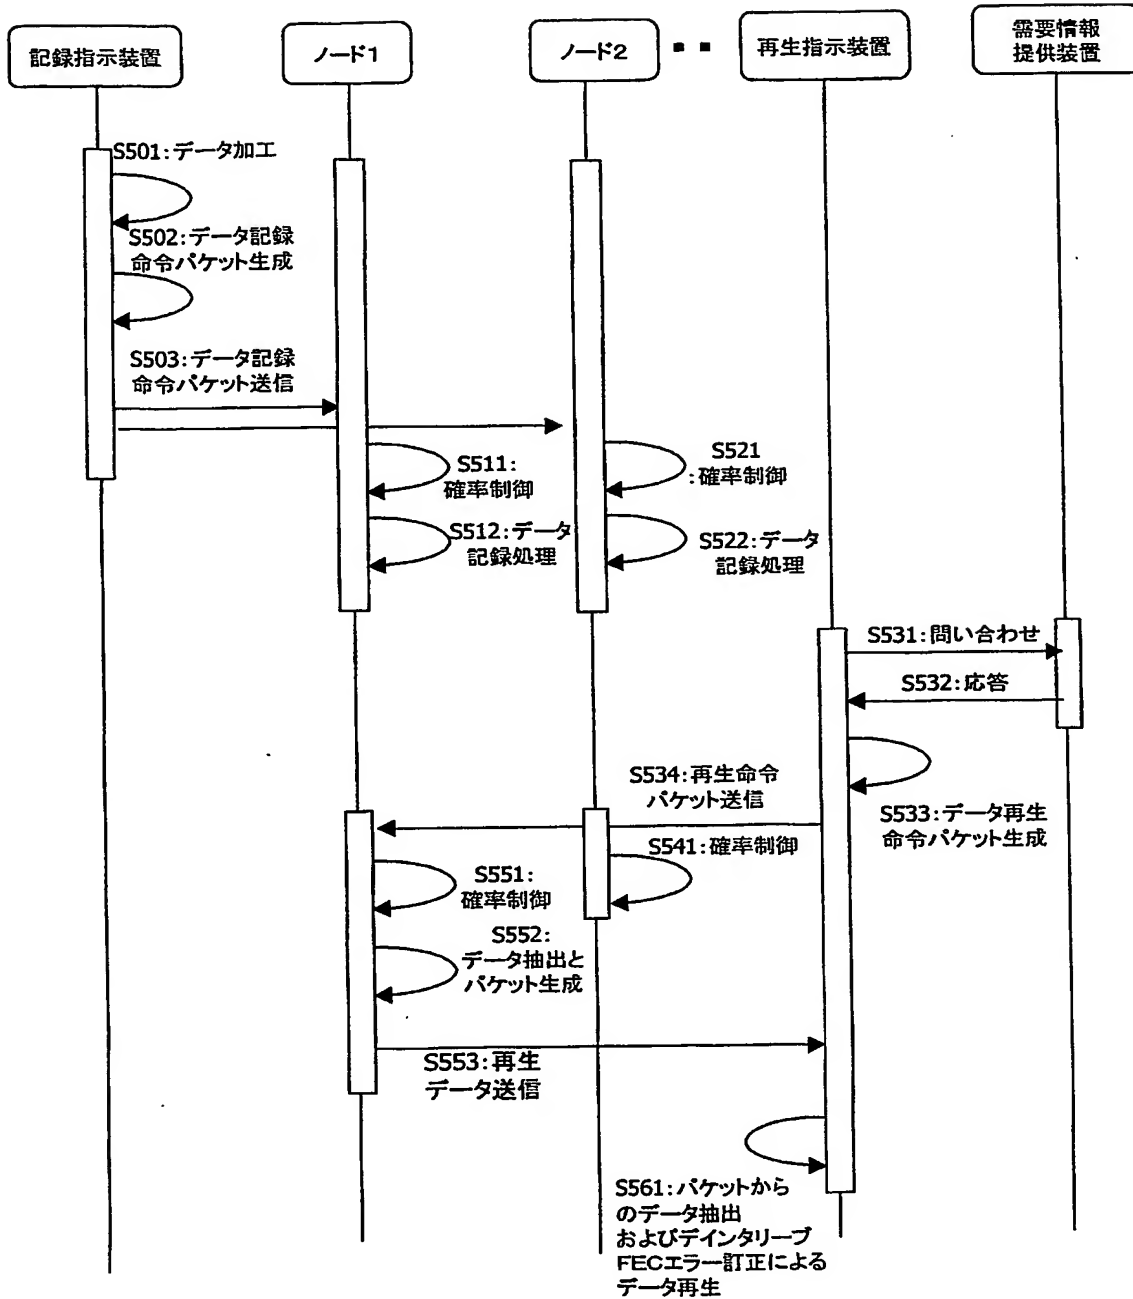 記録指示装置
ノード1
ノード2
再生指示装置
需要情報
提供装置
S501:データ加工
S502:データ記録
命令パケット生成
S503:データ記録
命令パケット送信
S511:
確率制御
S521
:確率制御
S512:データ
記録処理
S522:データ
記録処理
S531:問い合わせ
S532:応答
S533:データ再生
命令パケット生成
S534:再生命令
パケット送信
S541:確率制御
S551:
確率制御
S552:
データ抽出と
パケット生成
S553:再生
データ送信
S561:パケットから
のデータ抽出
およびデインタリーブ
FECエラー訂正による
データ再生